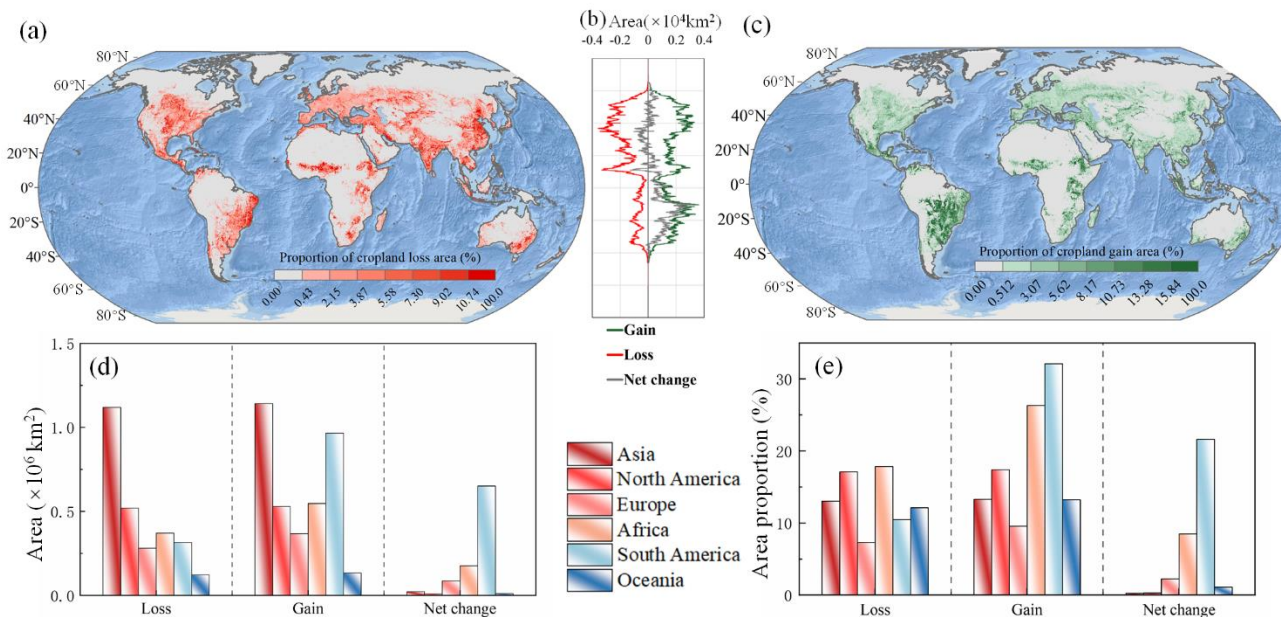 (a)
80°N
60°N
40°N
20°N
0°
20°S
40°S
60°S
80°S
Proportion of cropland loss area (%)
0.00 0.43 2.15 3.87 5.58 7.30 9.02 10.74 100.0
(b) Area(×10⁴km²)
-0.4 -0.2 0 0.2 0.4
Gain
Loss
Net change
(c)
80°N
60°N
40°N
20°N
0°
20°S
40°S
60°S
80°S
Proportion of cropland gain area (%)
0.00 0.512 3.07 5.62 8.17 10.73 13.28 15.84 100.0
(d)
Area (×10⁶ km²)
1.5
1.0
0.5
0.0
Loss Gain Net change
Asia
North America
Europe
Africa
South America
Oceania
(e)
Area proportion (%)
30
20
10
0
Loss Gain Net change